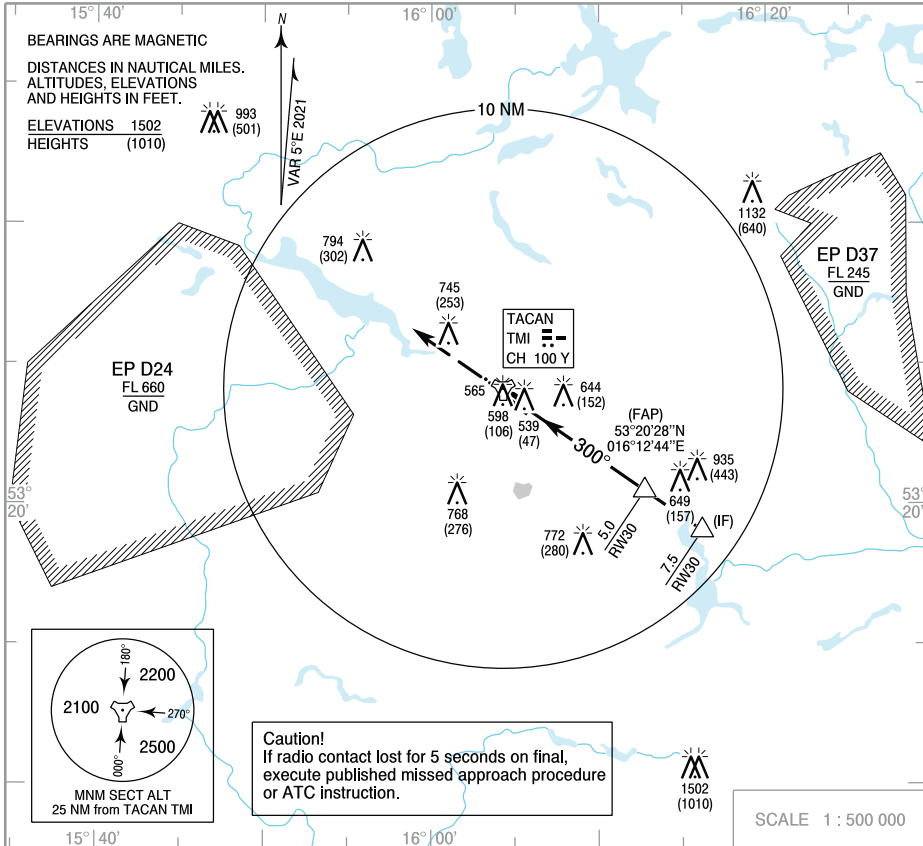 15°40'
16°00'
16°20'
BEARINGS ARE MAGNETIC
DISTANCES IN NAUTICAL MILES.
ALTITUDES, ELEVATIONS
AND HEIGHTS IN FEET.
ELEVATIONS 1502
HEIGHTS (1010)
993
(501)
N
VAR 5°E 2021
10 NM
1132
(640)
794
(302)
EP D37
FL 245
GND
745
(253)
TACAN
TMI
CH 100 Y
EP D24
FL 660
GND
565
598
(106)
539
(47)
644
(152)
(FAP)
53°20'28"N
016°12'44"E
300°
935
(443)
649
(157)
(IF)
53°
20'
53°
20'
768
(276)
772
(280)
5.0
RW30
7.5
RW30
180°
2200
2100
270°
000°
2500
MNM SECT ALT
25 NM from TACAN TMI
Caution!
If radio contact lost for 5 seconds on final,
execute published missed approach procedure
or ATC instruction.
1502
(1010)
SCALE 1 : 500 000
15°40'
16°00'